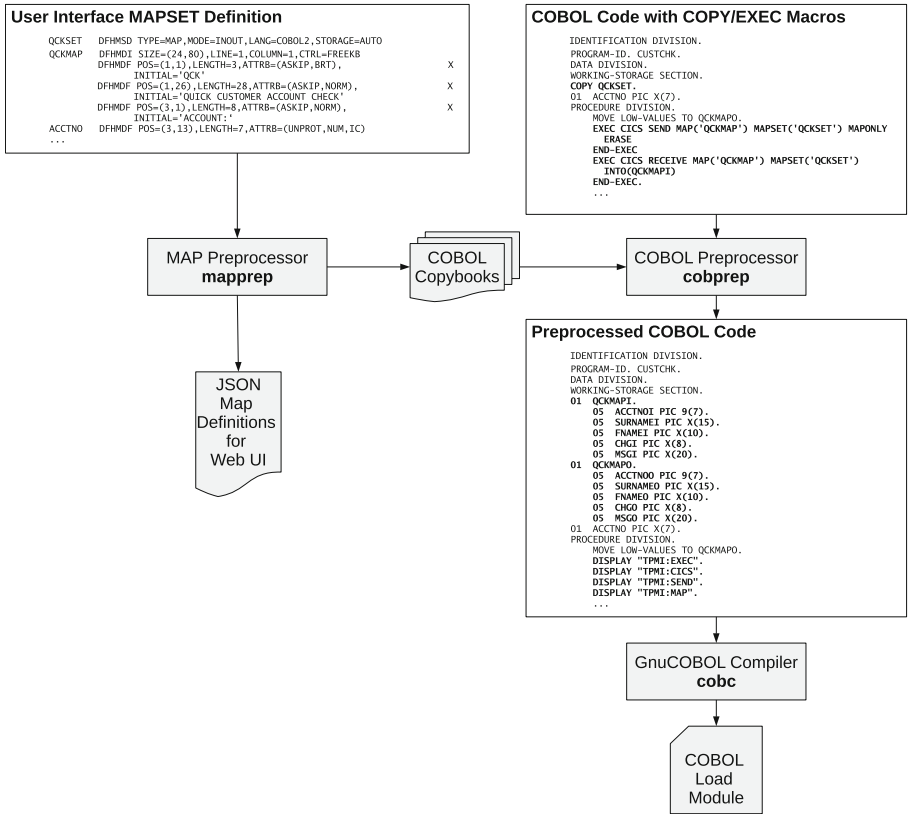 User Interface MAPSET Definition
QCKSET DFHMSD TYPE=MAP,MODE=INOUT,LANG=COBOL2,STORAGE=AUTO
QCKMAP DFHMDI SIZE=(24,80),LINE=1,COLUMN=1,CTRL=FREEKB
DFHMDF POS=(1,1),LENGTH=3,ATTRB=(ASKIP,BRT), X
INITIAL='QCK'
DFHMDF POS=(1,26),LENGTH=28,ATTRB=(ASKIP,NORM), X
INITIAL='QUICK CUSTOMER ACCOUNT CHECK'
DFHMDF POS=(3,1),LENGTH=8,ATTRB=(ASKIP,NORM), X
INITIAL='ACCOUNT:‘
ACCTNO DFHMDF POS=(3,13),LENGTH=7,ATTRB=(UNPROT,NUM,IC)
...
COBOL Code with COPY/EXEC Macros
IDENTIFICATION DIVISION.
PROGRAM-ID. CUSTCHK.
DATA DIVISION.
WORKING-STORAGE SECTION.
COPY QCKSET.
01 ACCTNO PIC X(7).
PROCEDURE DIVISION.
MOVE LOW-VALUES TO QCKMAPO.
EXEC CICS SEND MAP('QCKMAP') MAPSET('QCKSET') MAPONLY
ERASE
END-EXEC
EXEC CICS RECEIVE MAP('QCKMAP') MAPSET('QCKSET')
INTO(QCKMAPI)
END-EXEC.
...
MAP Preprocessor
mapprep
COBOL
Copybooks
COBOL Preprocessor
cobprep
JSON
Map
Definitions
for
Web UI
Preprocessed COBOL Code
IDENTIFICATION DIVISION.
PROGRAM-ID. CUSTCHK.
DATA DIVISION.
WORKING-STORAGE SECTION.
01 QCKMAPI.
05 ACCTNOI PIC 9(7).
05 SURNAMEI PIC X(15).
05 FNAMEI PIC X(10).
05 CHGI PIC X(8).
05 MSGI PIC X(20).
01 QCKMAPO.
05 ACCTNOO PIC 9(7).
05 SURNAMEO PIC X(15).
05 FNAMEO PIC X(10).
05 CHGO PIC X(8).
05 MSGO PIC X(20).
01 ACCTNO PIC X(7).
PROCEDURE DIVISION.
MOVE LOW-VALUES TO QCKMAPO.
DISPLAY "TPMI:EXEC".
DISPLAY "TPMI:CICS".
DISPLAY "TPMI:SEND".
DISPLAY "TPMI:MAP".
...
GnuCOBOL Compiler
cobc
COBOL
Load
Module